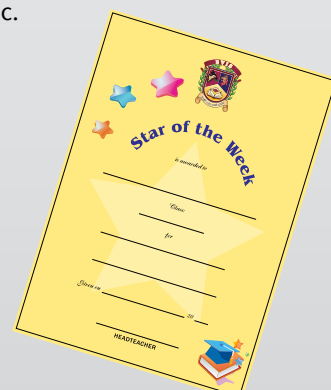 c.
Star of the Week
is awarded to
Class
for
Given on 20
HEADTEACHER